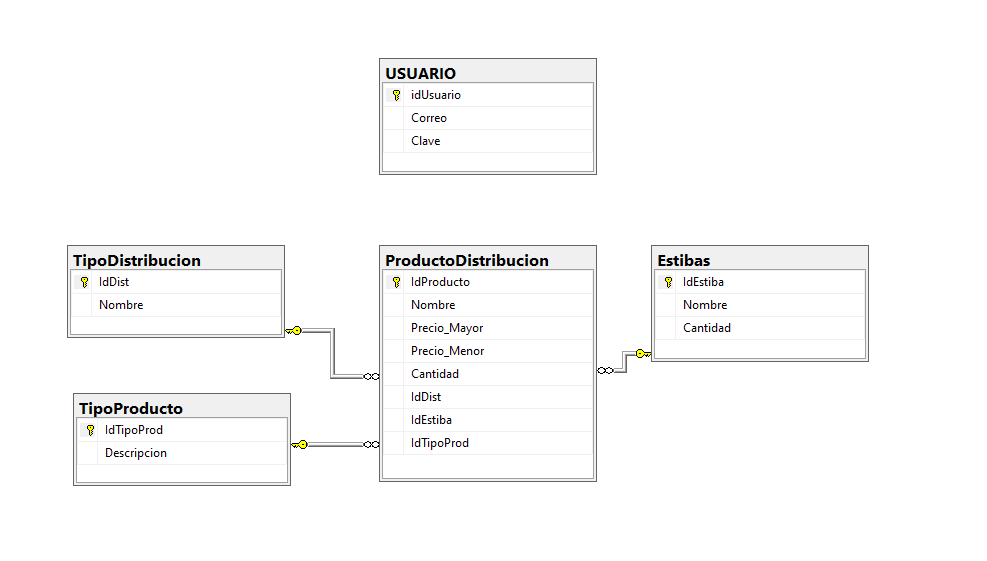 USUARIO
idUsuario
Correo
Clave
TipoDistribucion
IdDist
Nombre
TipoProducto
IdTipoProd
Descripcion
ProductoDistribucion
IdProducto
Nombre
Precio_Mayor
Precio_Menor
Cantidad
IdDist
IdEstiba
IdTipoProd
Estibas
IdEstiba
Nombre
Cantidad